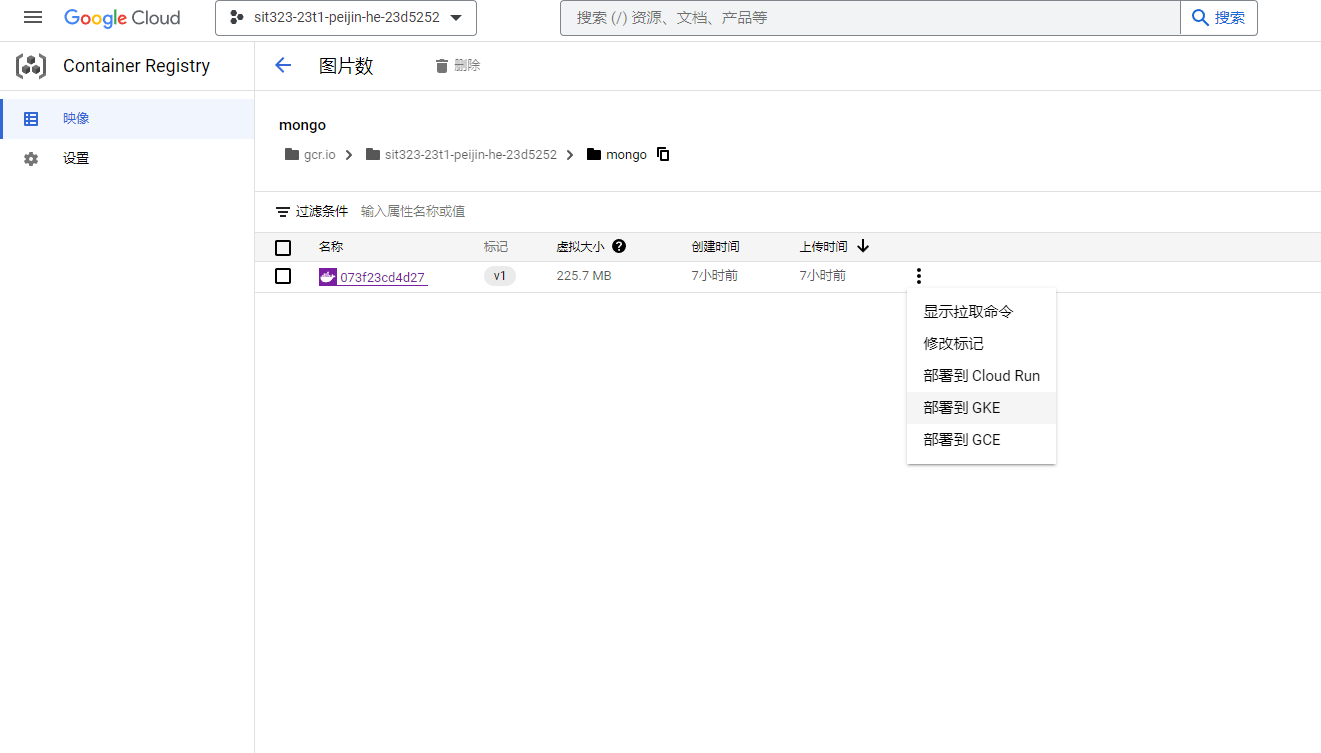 Google Cloud
sit323-23t1-peijin-he-23d5252
搜索 (/) 资源、文档、产品等
搜索
Container Registry
图片数
删除
映像
设置
mongo
gcr.io
sit323-23t1-peijin-he-23d5252
mongo
过滤条件 输入属性名称或值
名称 标记 虚拟大小 创建时间 上传时间
073f23cd4d27 v1 225.7 MB 7小时前 7小时前
显示拉取命令
修改标记
部署到 Cloud Run
部署到 GKE
部署到 GCE